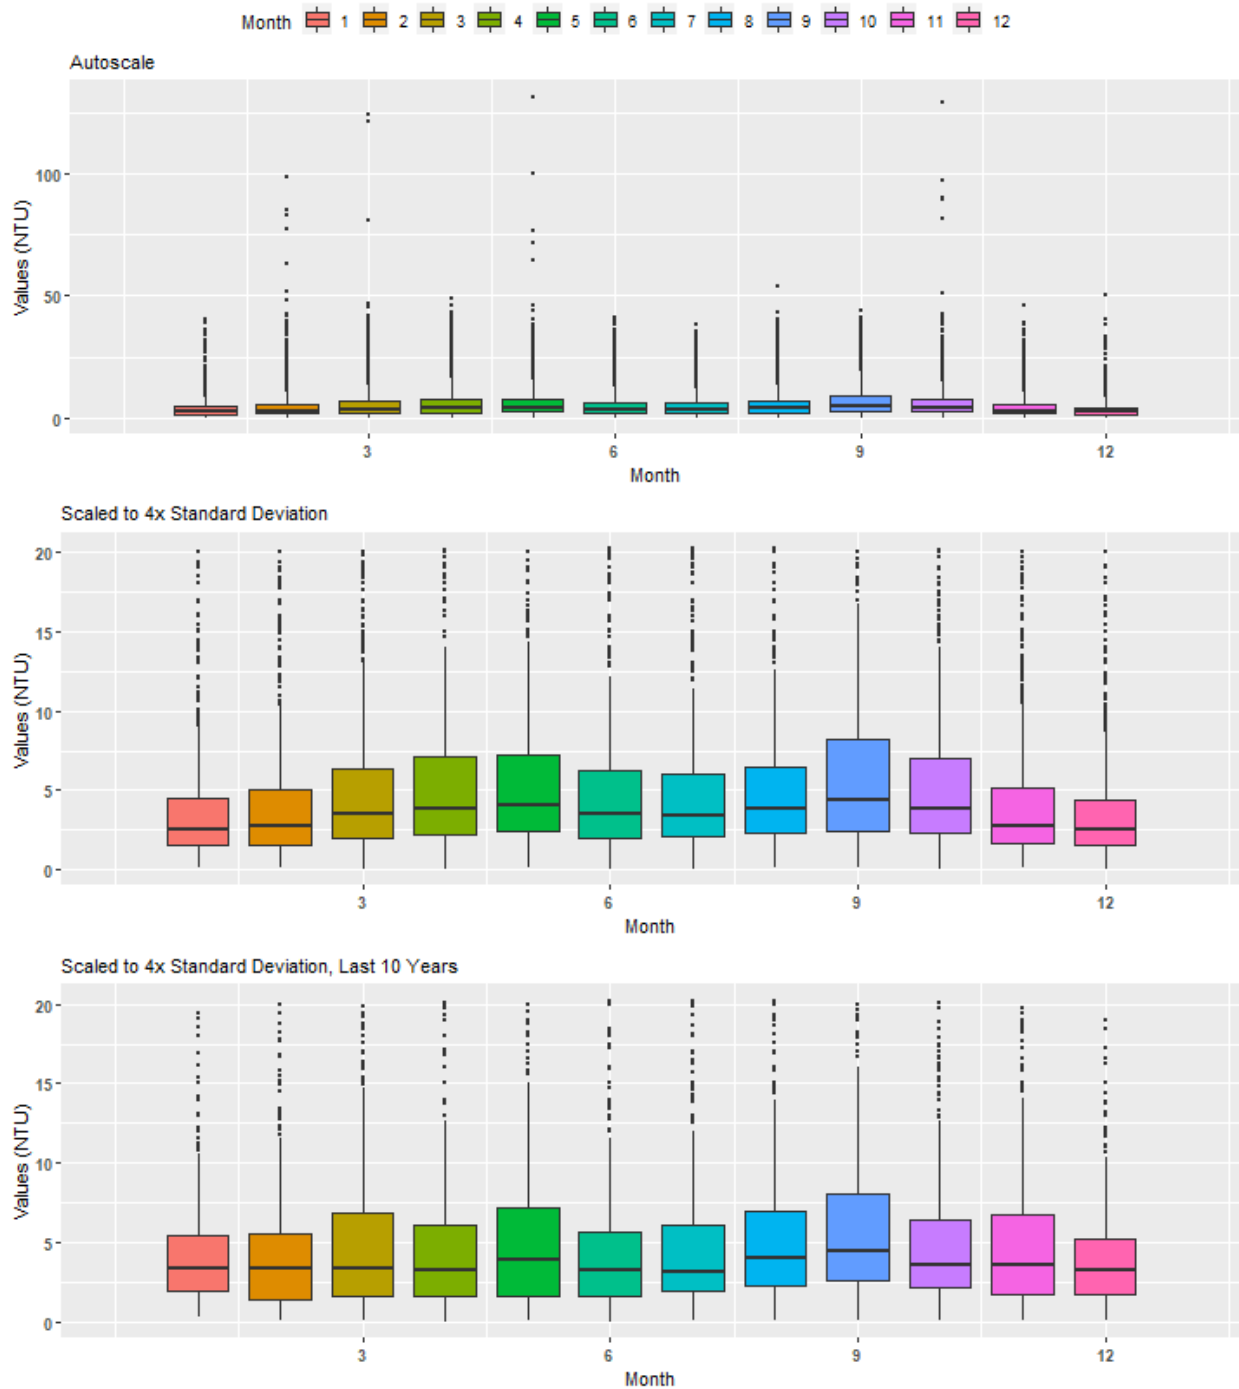 Month 1 2 3 4 5 6 7 8 9 10 11 12
Autoscale
Values (NTU)
100
50
0
3 6 9 12
Month
Scaled to 4x Standard Deviation
Values (NTU)
20
15
10
5
0
3 6 9 12
Month
Scaled to 4x Standard Deviation, Last 10 Years
Values (NTU)
20
15
10
5
0
3 6 9 12
Month